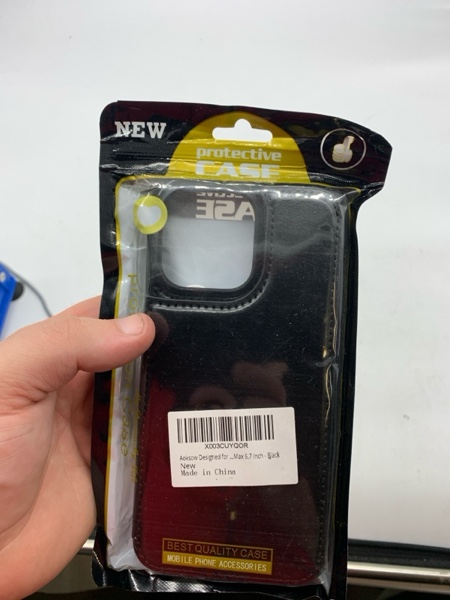 NEW
protective
CASE
X003CUYQOR
Designed for ...Max 6.7 Inch - Black
New
Made in China
BEST QUALITY CASE
MOBILE PHONE ACCESSORIES